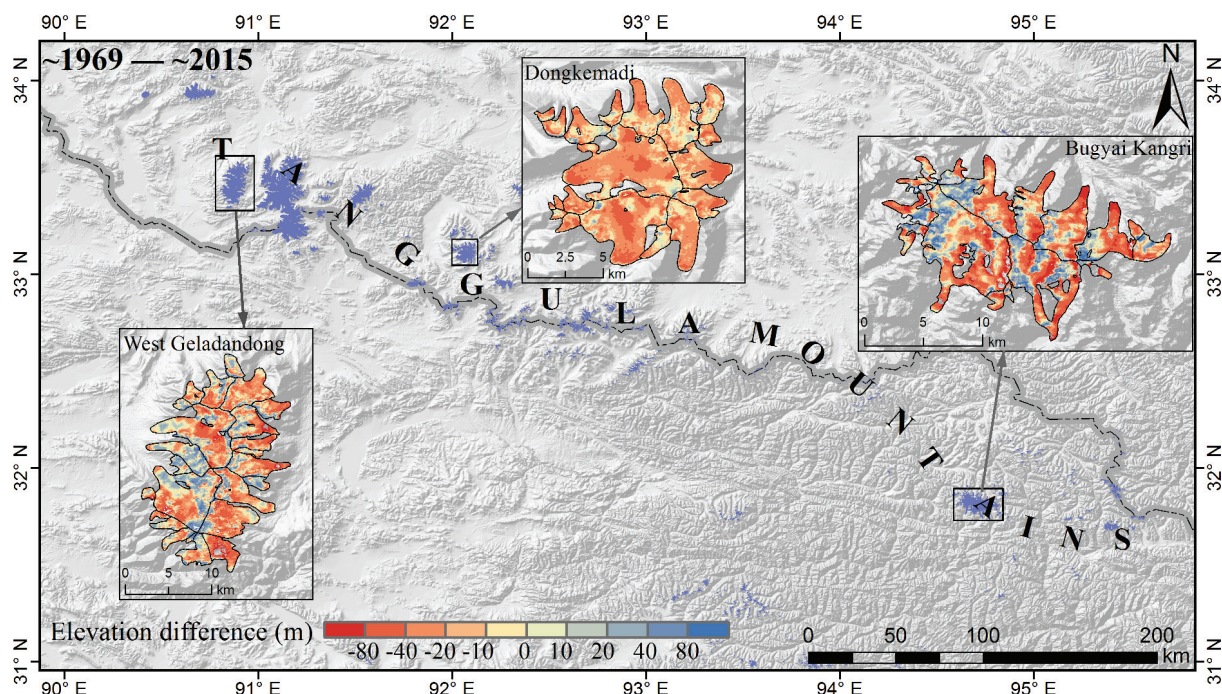 90° E 91° E 92° E 93° E 94° E 95° E
~1969 — ~2015
N
34° N 34° N
Dongkemadi
0 2.5 5
km
Bugyai Kangri
0 5 10
km
TANGGULA MOUNTAINS
33° N 33° N
West Geladandong
0 5 10
km
32° N 32° N
Elevation difference (m)
-80 -40 -20 -10 0 10 20 40 80
0 50 100 200
km
31° N 31° N
90° E 91° E 92° E 93° E 94° E 95° E